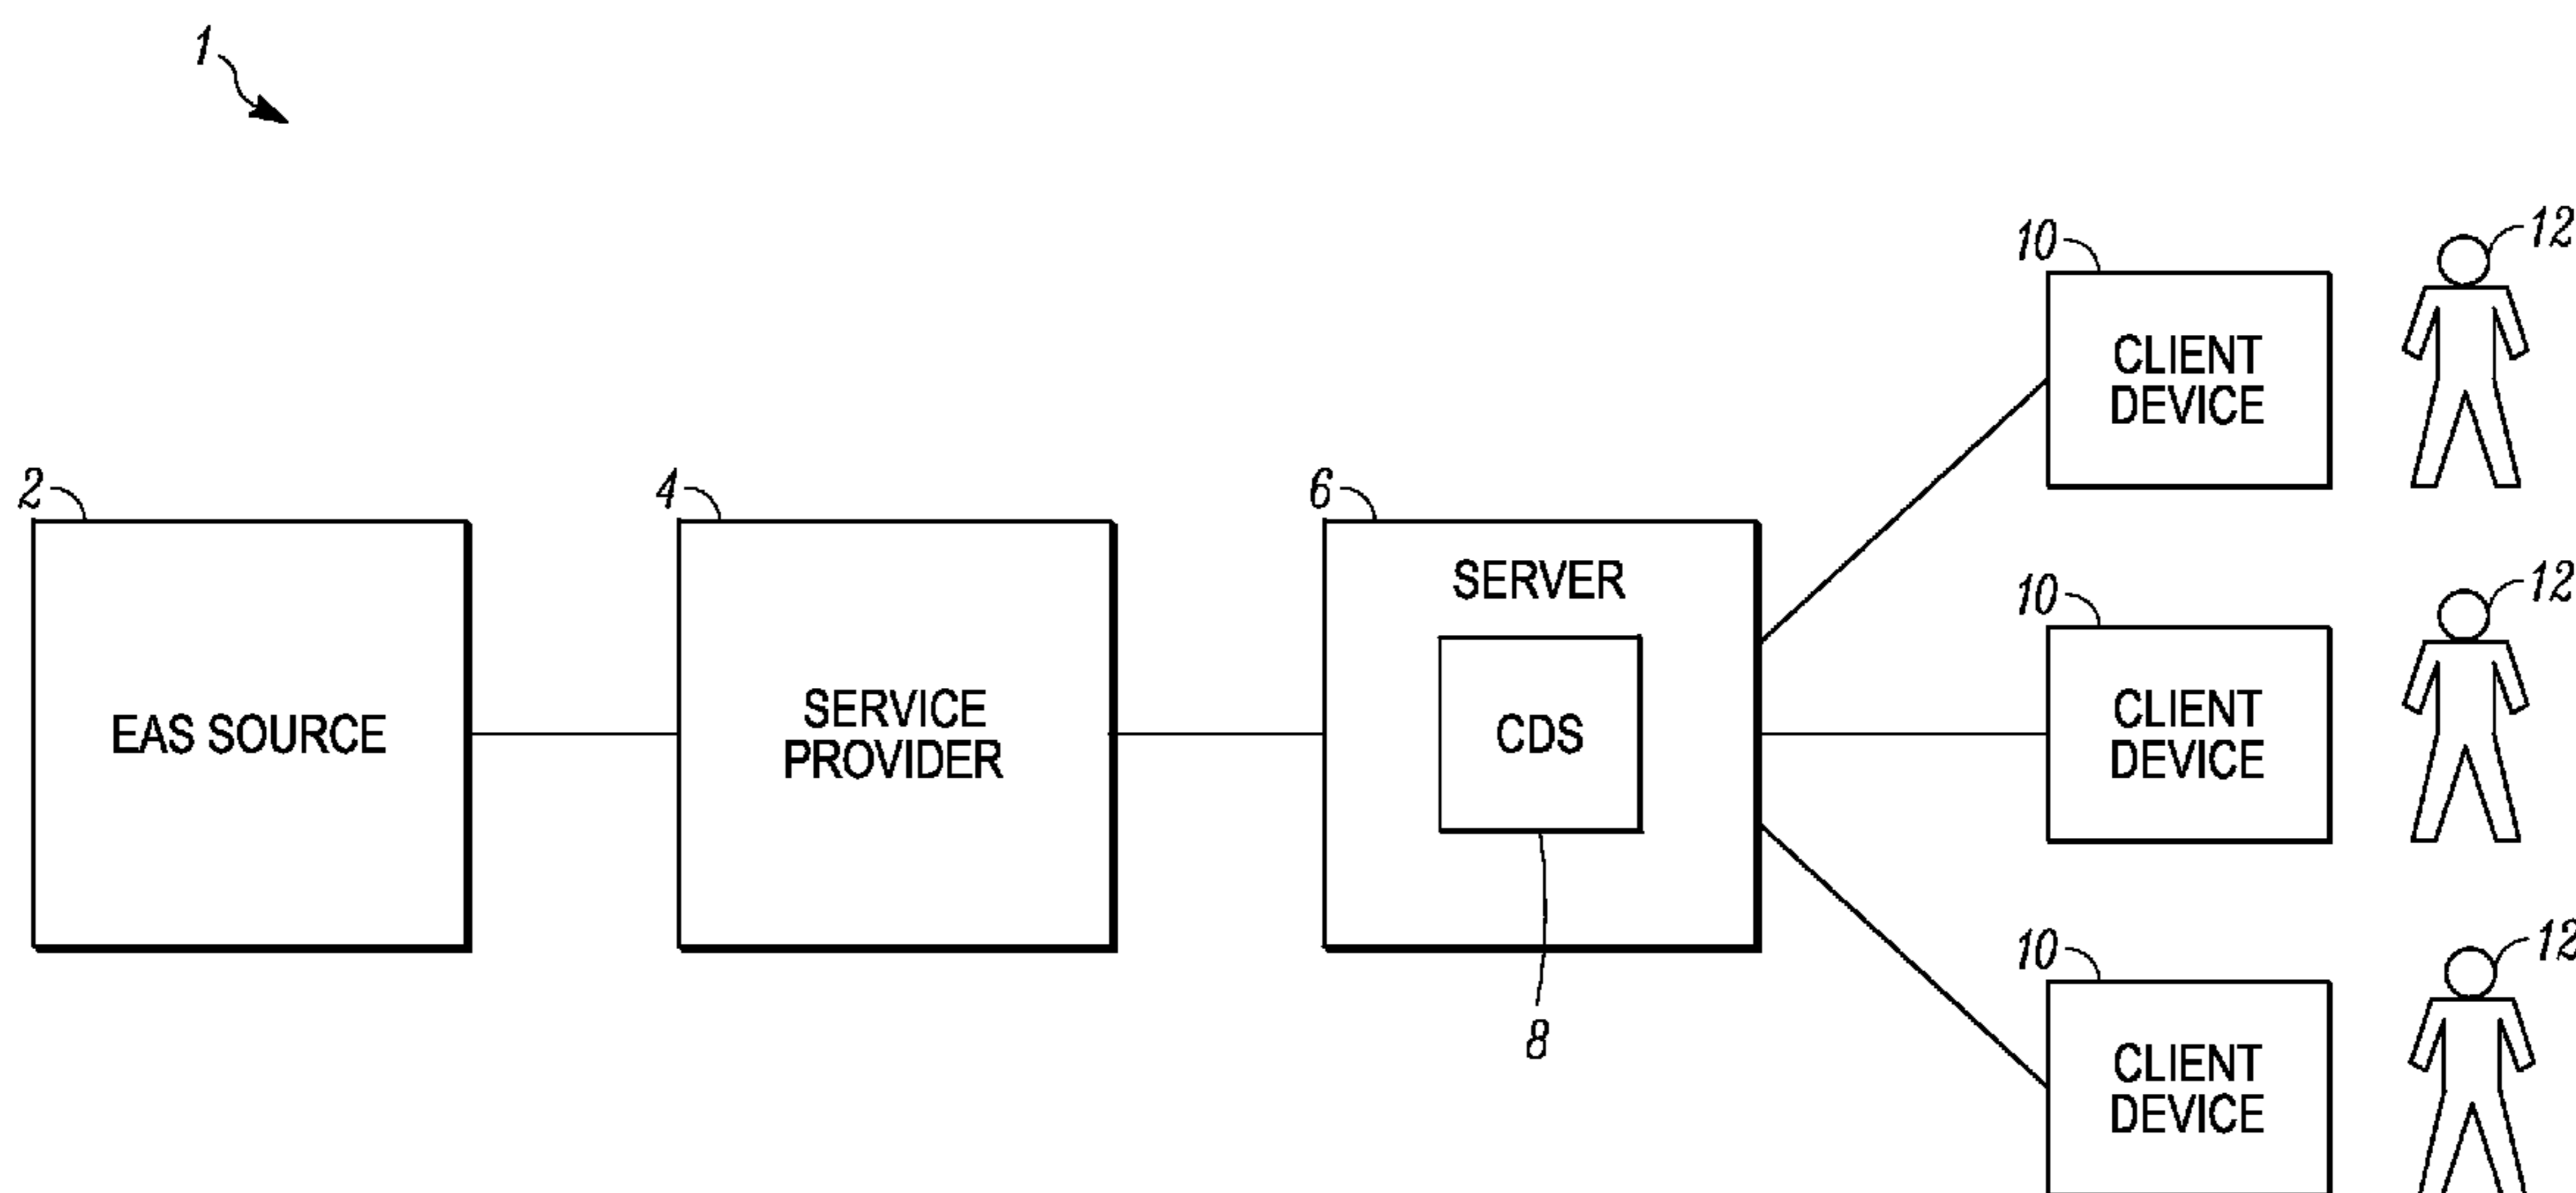 1
2
EAS SOURCE
4
SERVICE
PROVIDER
6
SERVER
CDS
8
10
CLIENT
DEVICE
12
10
CLIENT
DEVICE
12
10
CLIENT
DEVICE
12